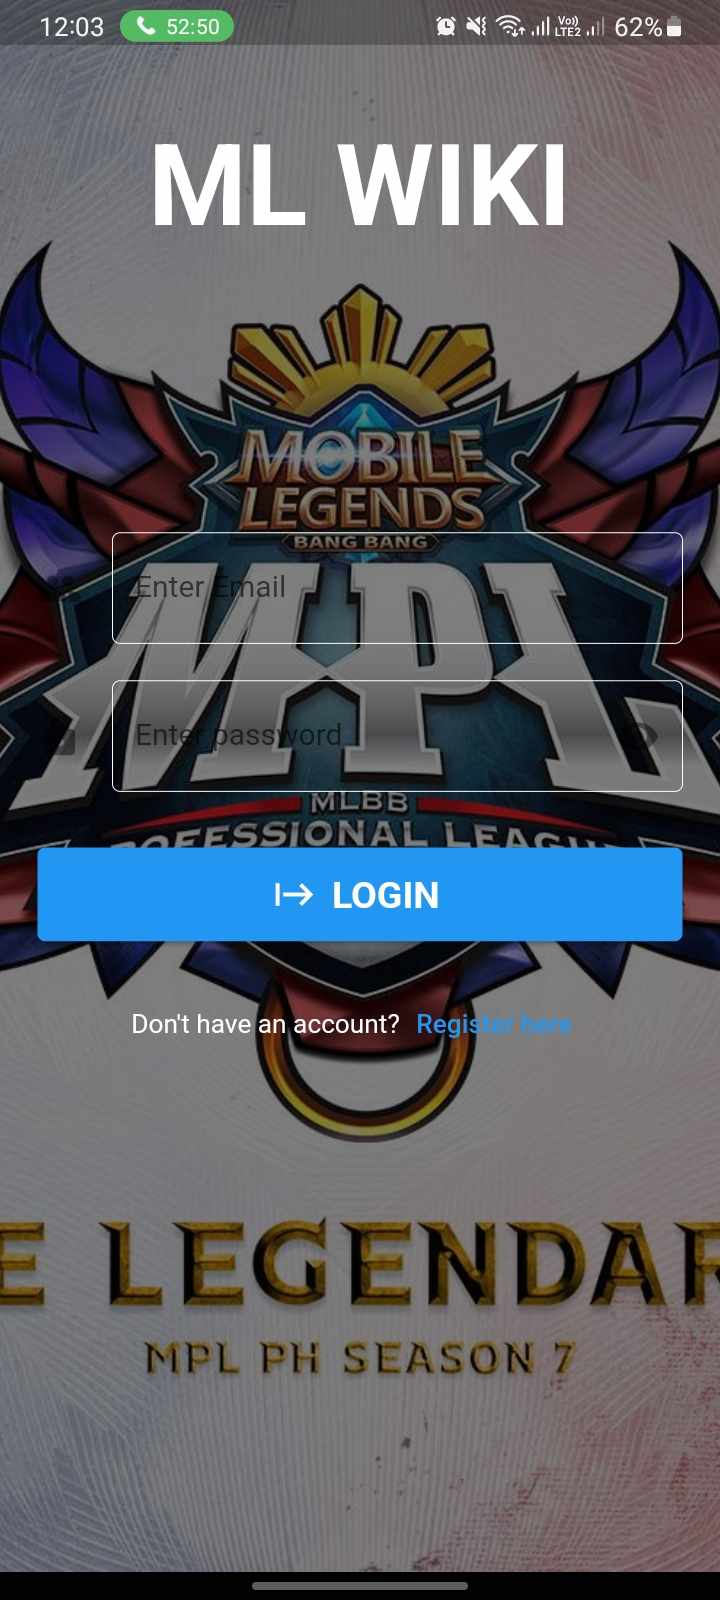 12:03 52:50 Vo)) LTE2 62%
ML WIKI
MOBILE
LEGENDS
BANG BANG
Enter Email
MPL
Enter password
MLBB
PROFESSIONAL LEAGUE
LOGIN
Don't have an account? Register here
E LEGENDAR
MPL PH SEASON 7